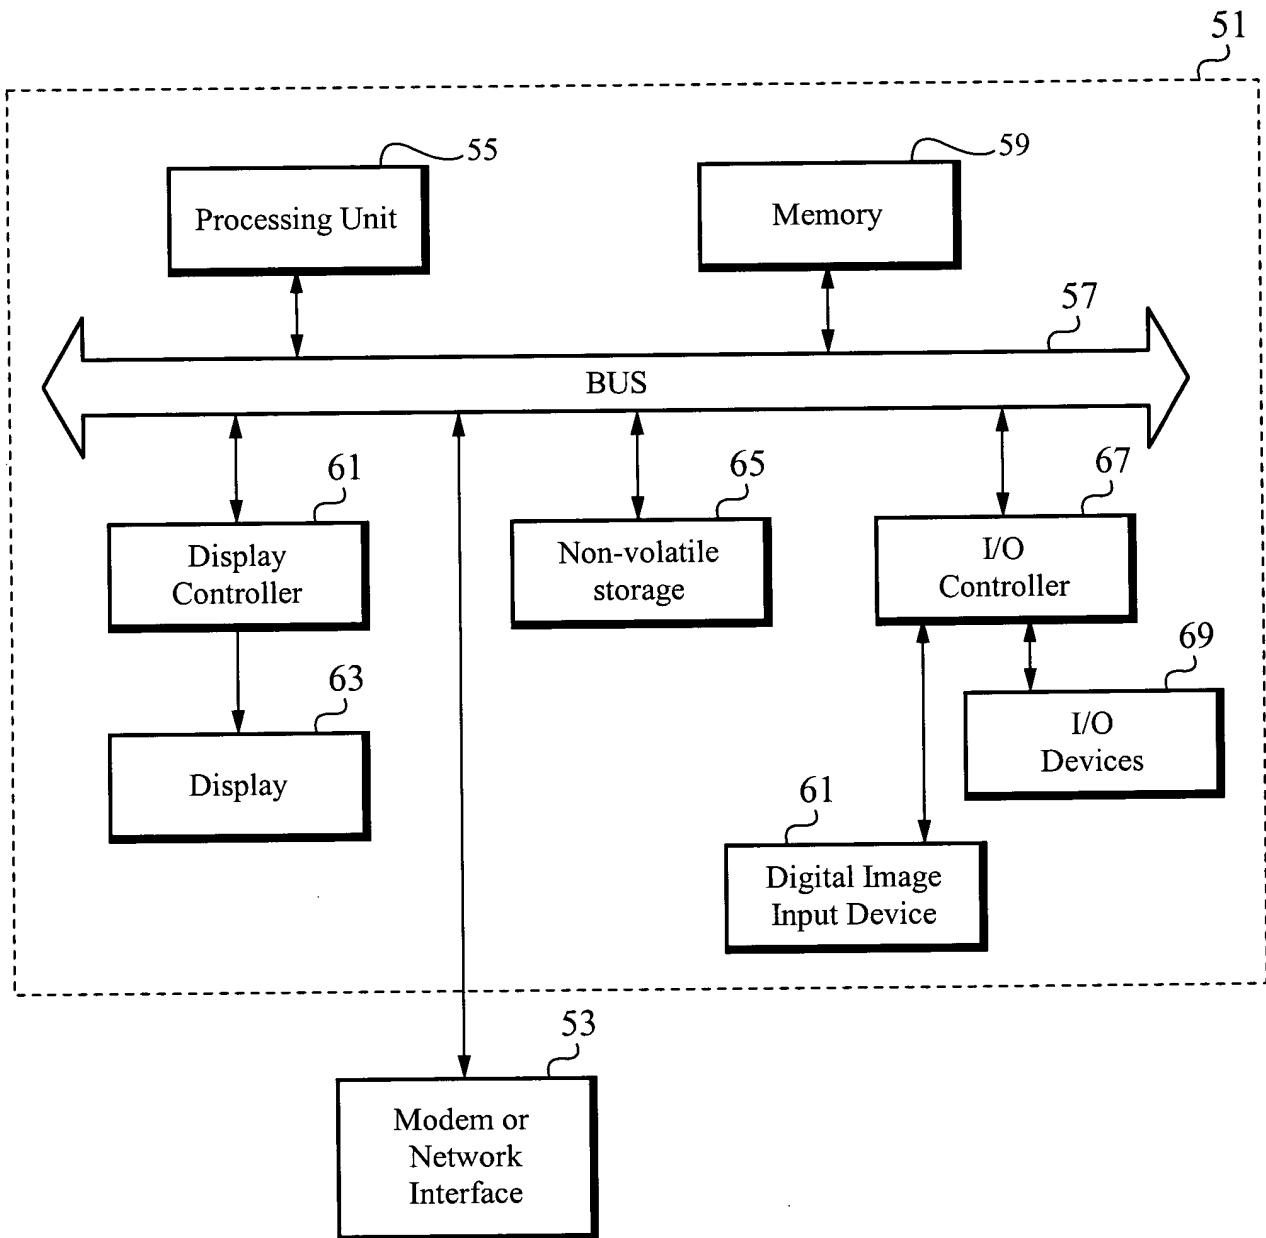 51
55
Processing Unit
59
Memory
57
BUS
61
Display
Controller
65
Non-volatile
storage
67
I/O
Controller
63
Display
69
I/O
Devices
61
Digital Image
Input Device
53
Modem or
Network
Interface